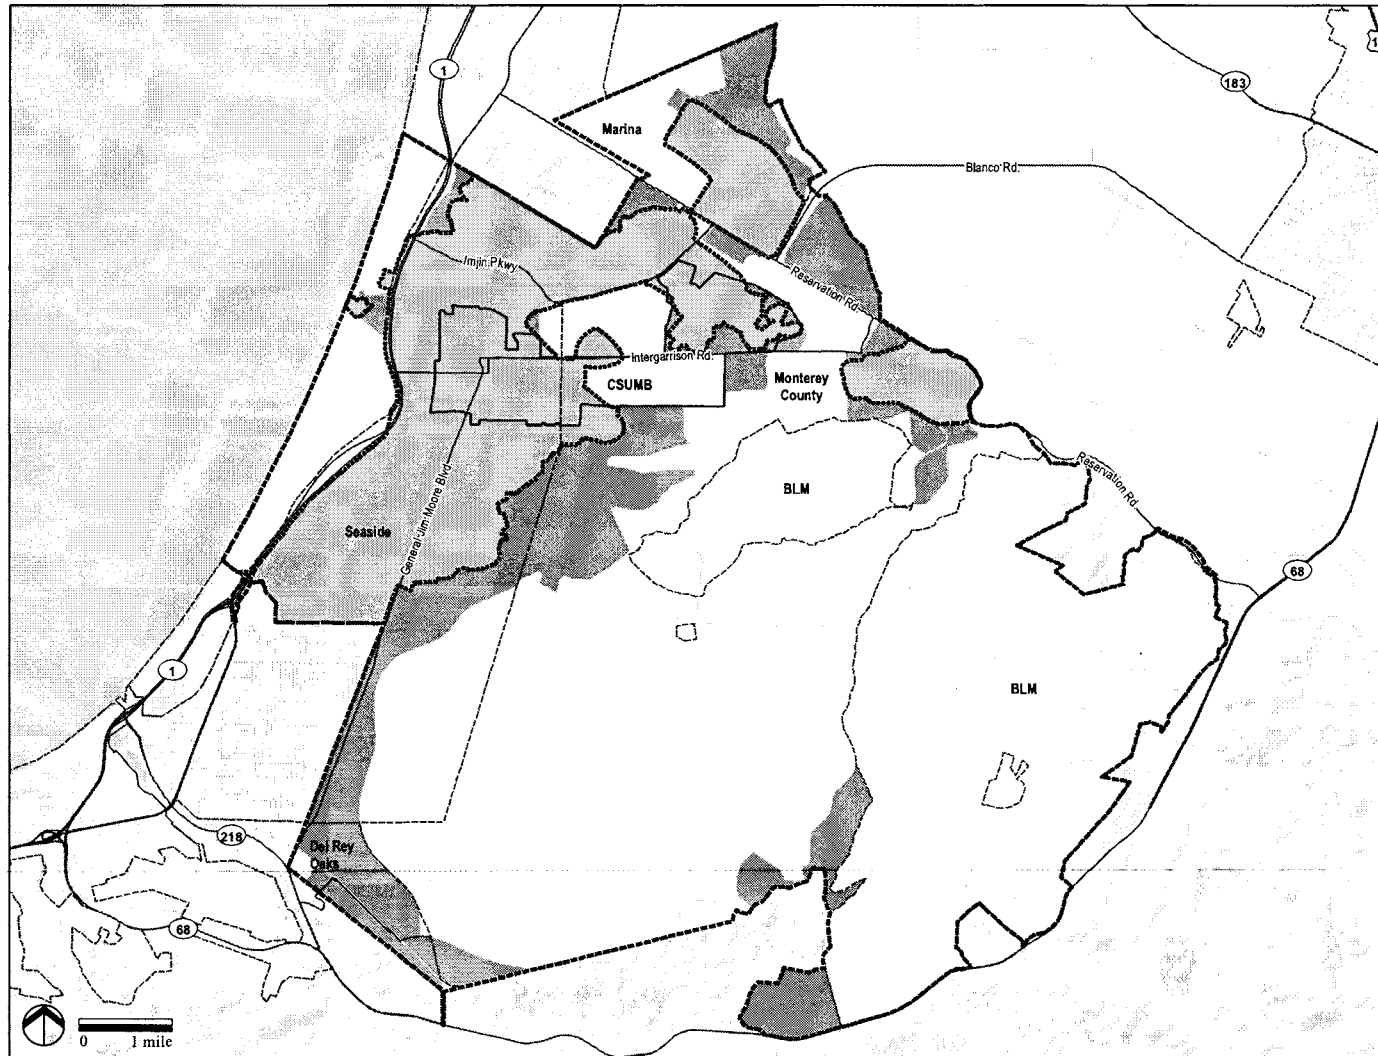 1
1
183
Marina
Blanco Rd.
Imjin Pkwy
Reservation Rd.
Intergarrison Rd.
CSUMB
Monterey
County
Reservation Rd.
BLM
General Jim Moore Blvd
Seaside
68
1
BLM
218
Del Rey
Oaks
68
0 1 mile